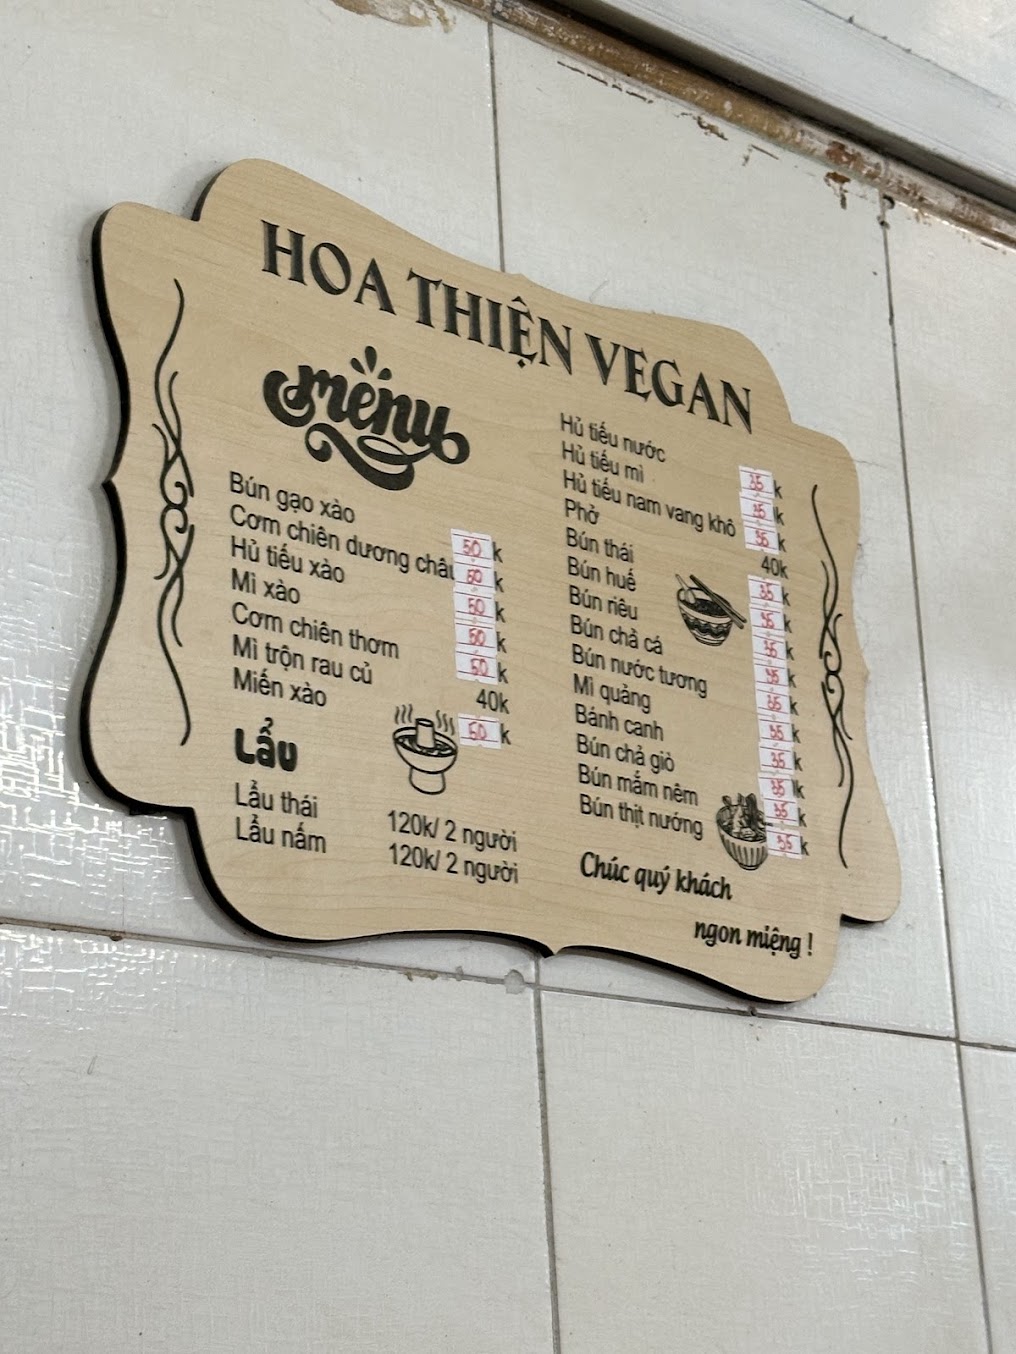 HOA THIỆN VEGAN
menu
Bún gạo xào 50k
Cơm chiên dương châu 50k
Hủ tiếu xào 50k
Mì xào 50k
Cơm chiên thơm 50k
Mì trộn rau củ 40k
Miến xào 50k
Lẩu
Lẩu thái 120k/ 2 người
Lẩu nấm 120k/ 2 người
Hủ tiếu nước 35k
Hủ tiếu mì 35k
Hủ tiếu nam vang khô 35k
Phở 40k
Bún thái 35k
Bún huế 35k
Bún riêu 35k
Bún chả cá 35k
Bún nước tương 35k
Mì quảng 35k
Bánh canh 35k
Bún chả giò 35k
Bún mắm nêm 35k
Bún thịt nướng 35k
Chúc quý khách
ngon miệng !